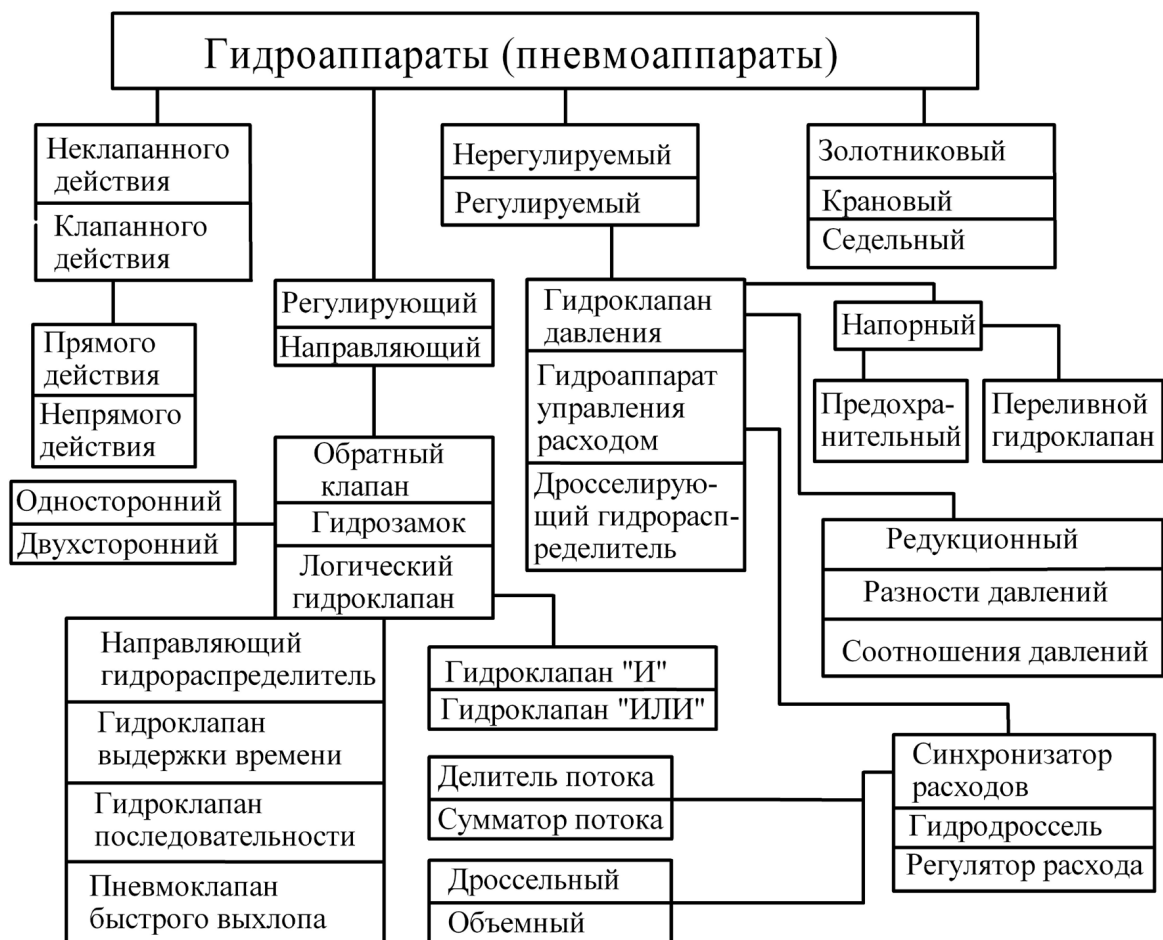 Гидроаппараты (пневмоаппараты)
Неклапанного
действия
Клапанного
действия
Прямого
действия
Непрямого
действия
Регулирующий
Направляющий
Обратный
клапан
Гидрозамок
Логический
гидроклапан
Односторонний
Двухсторонний
Направляющий
гидрораспределитель
Гидроклапан
выдержки времени
Гидроклапан
последовательности
Пневмоклапан
быстрого выхлопа
Гидроклапан "И"
Гидроклапан "ИЛИ"
Нерегулируемый
Регулируемый
Гидроклапан
давления
Гидроаппарат
управления
расходом
Дросселирую-
щий гидрорасп-
ределитель
Золотниковый
Крановый
Седельный
Напорный
Предохра-
нительный
Переливной
гидроклапан
Редукционный
Разности давлений
Соотношения давлений
Синхронизатор
расходов
Гидродроссель
Регулятор расхода
Делитель потока
Сумматор потока
Дроссельный
Объемный